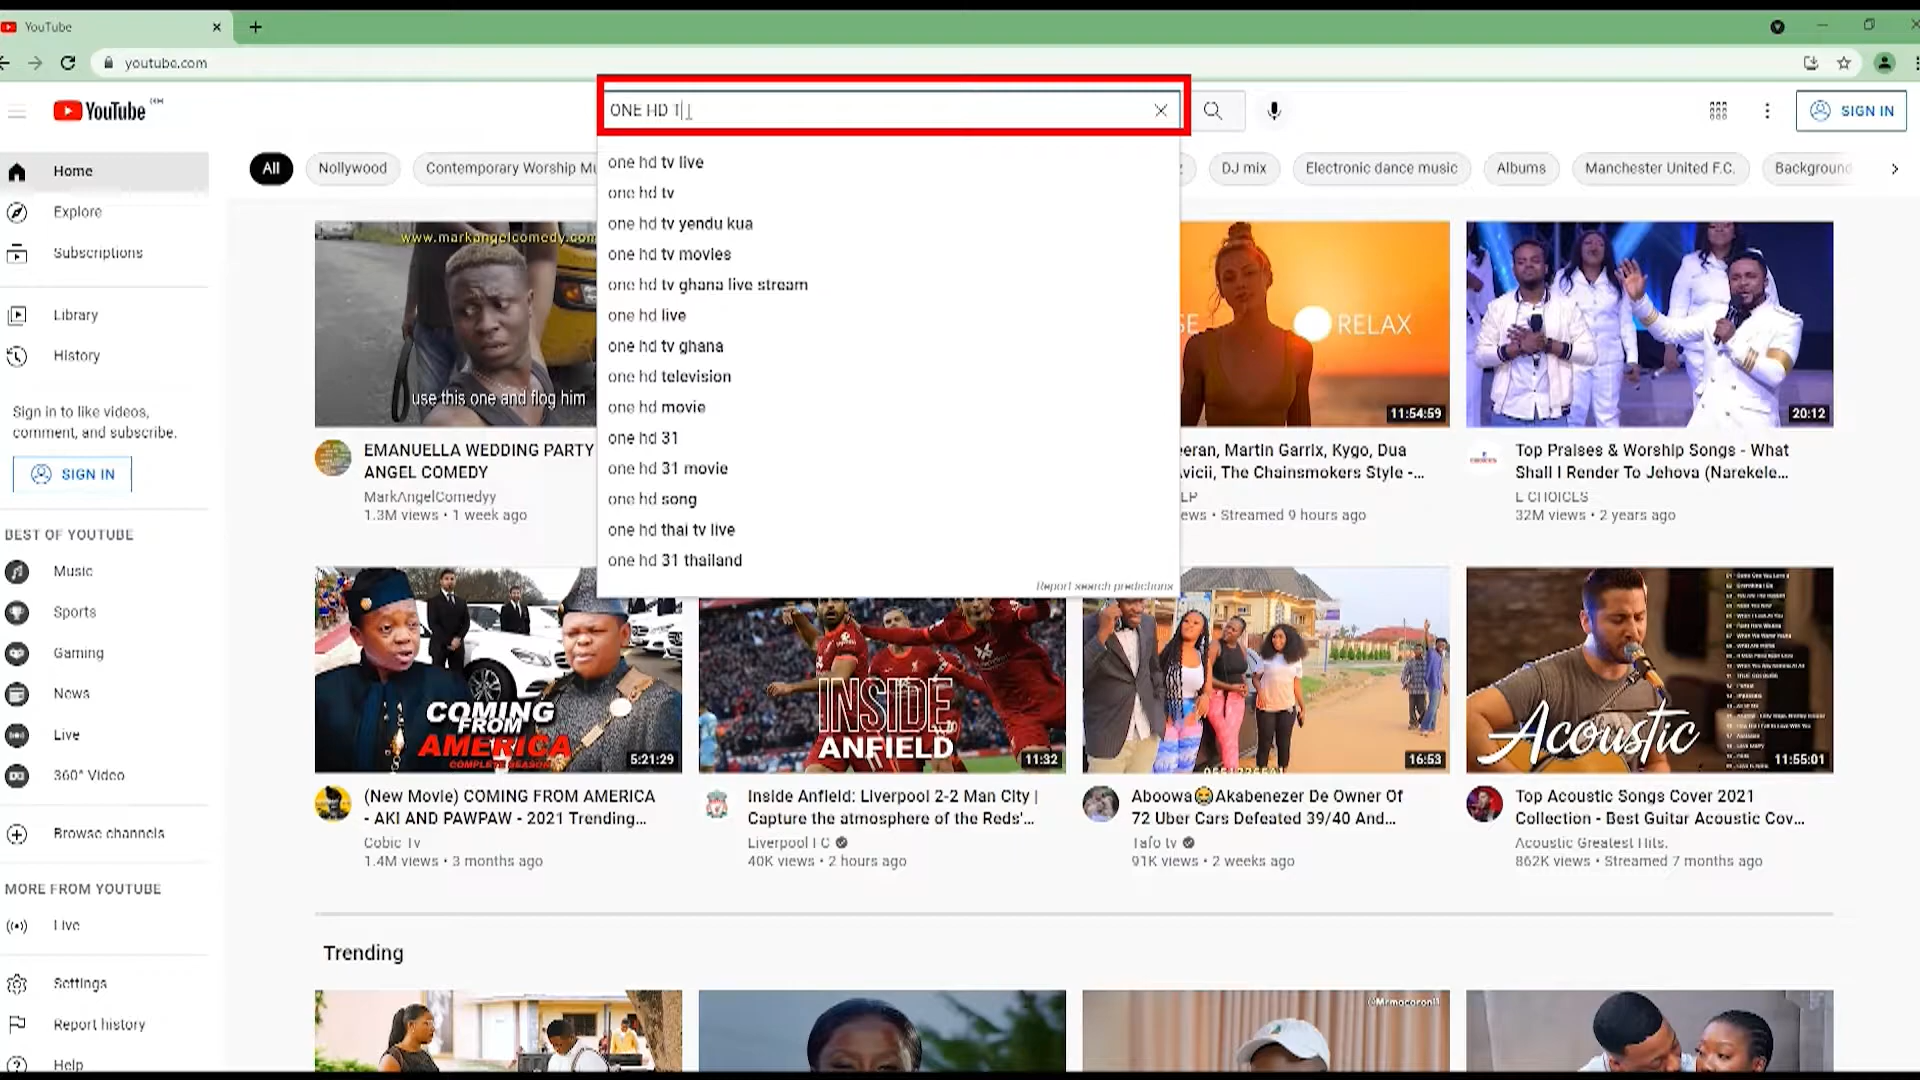 YouTube
youtube.com
YouTube
ONE HD T
SIGN IN
All
Nollywood
Contemporary Worship Mu
DJ mix
Electronic dance music
Albums
Manchester United F.C.
Background
Home
Explore
Subscriptions
Library
History
Sign in to like videos,
comment, and subscribe.
SIGN IN
BEST OF YOUTUBE
Music
Sports
Gaming
News
Live
360° Video
Browse channels
MORE FROM YOUTUBE
Live
Settings
Report history
Help
one hd tv live
one hd tv
one hd tv yendu kua
one hd tv movies
one hd tv ghana live stream
one hd live
one hd tv ghana
one hd television
one hd movie
one hd 31
one hd 31 movie
one hd song
one hd thai tv live
one hd 31 thailand
Report search predictions
www.markangelcomedy.com
use this one and flog him
EMANUELLA WEDDING PARTY
ANGEL COMEDY
MarkAngelComedyy
1.3M views • 1 week ago
SE RELAX
11:54:59
eeran, Martin Garrix, Kygo, Dua
Avicii, The Chainsmokers Style -...
ews • Streamed 9 hours ago
20:12
Top Praises & Worship Songs - What
Shall I Render To Jehova (Narekele...
E CHOICES
32M views • 2 years ago
COMING
FROM
AMERICA
COMPLETE SEASON
5:21:29
(New Movie) COMING FROM AMERICA
- AKI AND PAWPAW - 2021 Trending...
Cobic Tv
1.4M views • 3 months ago
INSIDE
ANFIELD
11:32
Inside Anfield: Liverpool 2-2 Man City |
Capture the atmosphere of the Reds'...
Liverpool FC
40K views • 2 hours ago
16:53
Aboowa😂Akabenezer De Owner Of
72 Uber Cars Defeated 39/40 And...
Tafo tv
91K views • 2 weeks ago
Acoustic
11:55:01
Top Acoustic Songs Cover 2021
Collection - Best Guitar Acoustic Cov...
Acoustic Greatest Hits.
862K views • Streamed 7 months ago
Trending
@Mrmacaroni1